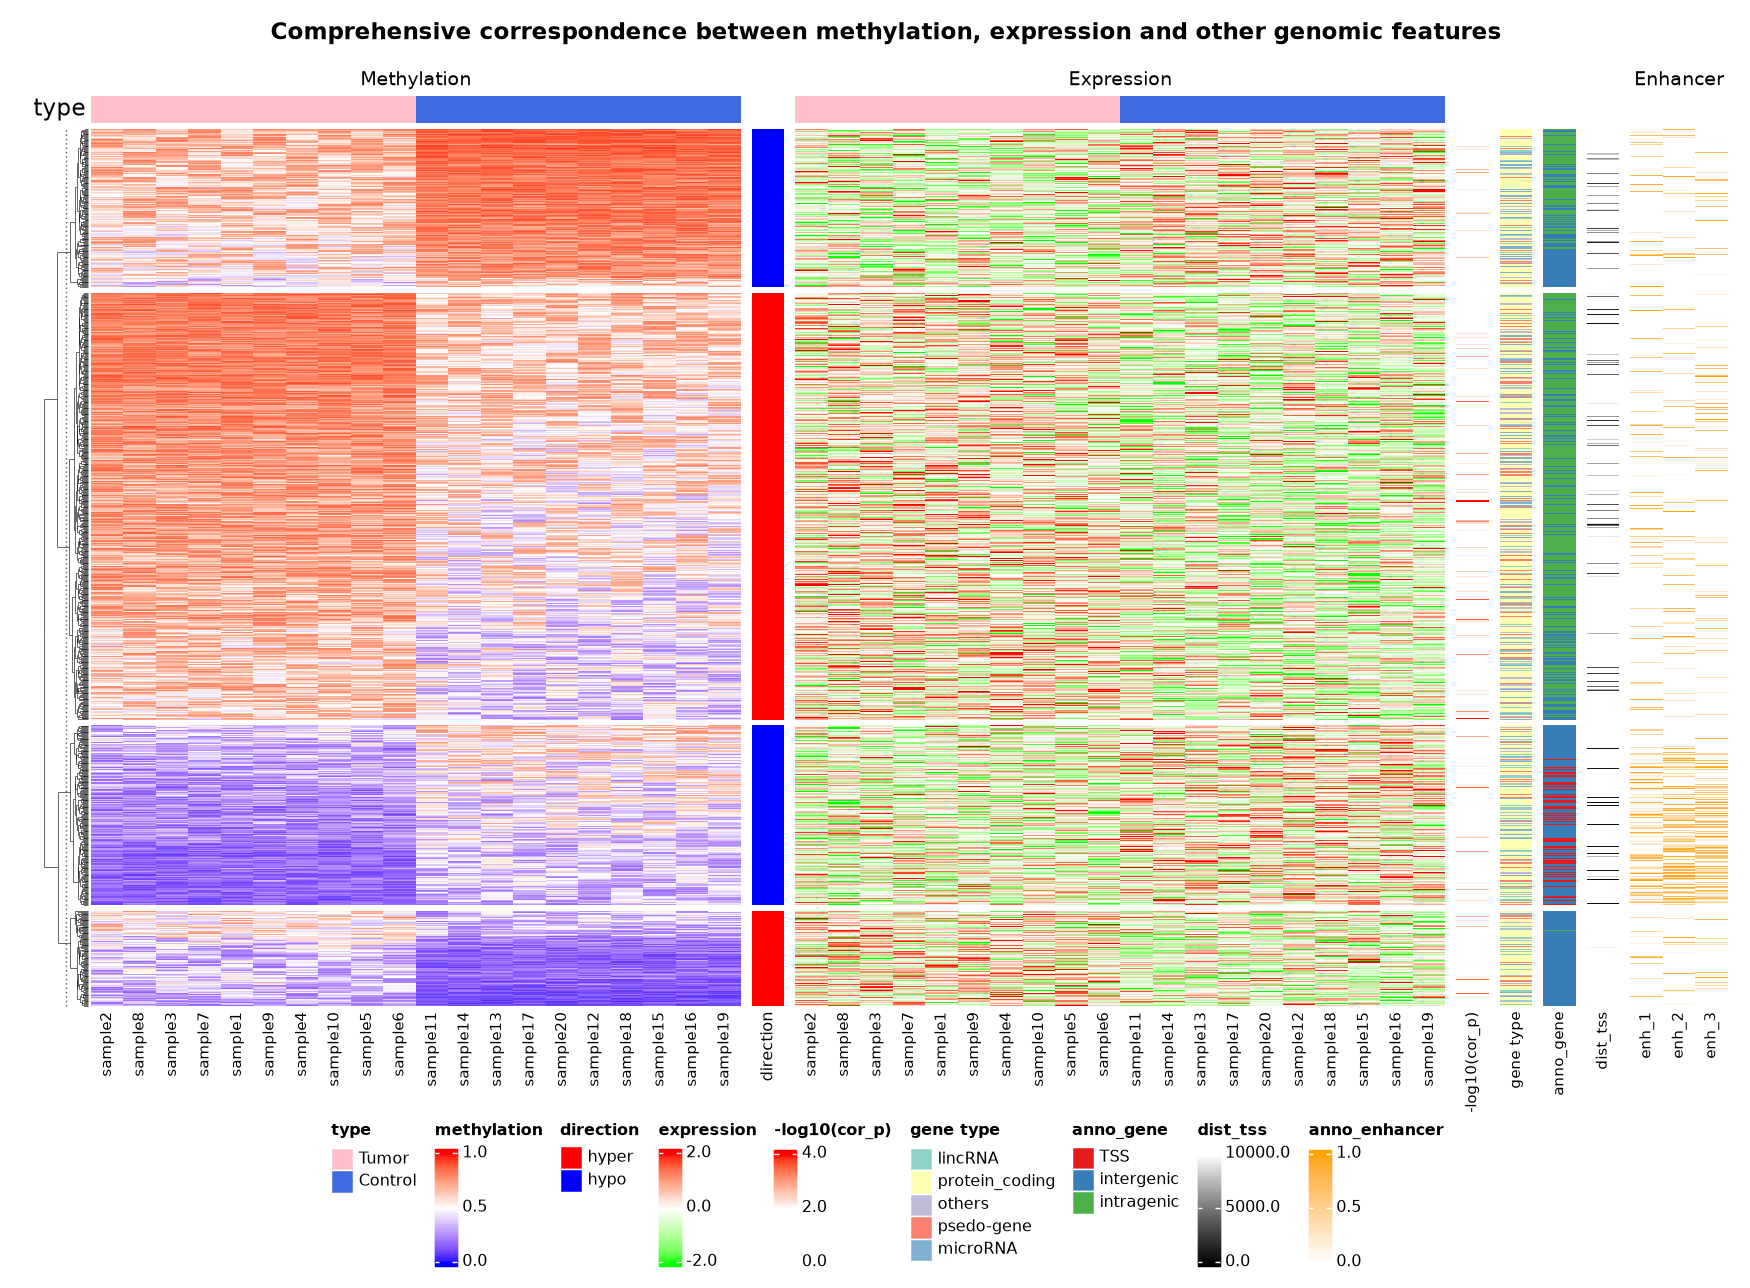 Comprehensive correspondence between methylation, expression and other genomic features
Methylation
Expression
Enhancer
type
sample2
sample8
sample3
sample7
sample1
sample9
sample4
sample10
sample5
sample6
sample11
sample14
sample13
sample17
sample20
sample12
sample18
sample15
sample16
sample19
direction
sample2
sample8
sample3
sample7
sample1
sample9
sample4
sample10
sample5
sample6
sample11
sample14
sample13
sample17
sample20
sample12
sample18
sample15
sample16
sample19
-log10(cor_p)
gene type
anno_gene
dist_tss
enh_1
enh_2
enh_3
type
Tumor
Control
methylation
1.0
0.5
0.0
direction
hyper
hypo
expression
2.0
0.0
-2.0
-log10(cor_p)
4.0
2.0
0.0
gene type
lincRNA
protein_coding
others
psedo-gene
microRNA
anno_gene
TSS
intergenic
intragenic
dist_tss
10000.0
5000.0
0.0
anno_enhancer
1.0
0.5
0.0